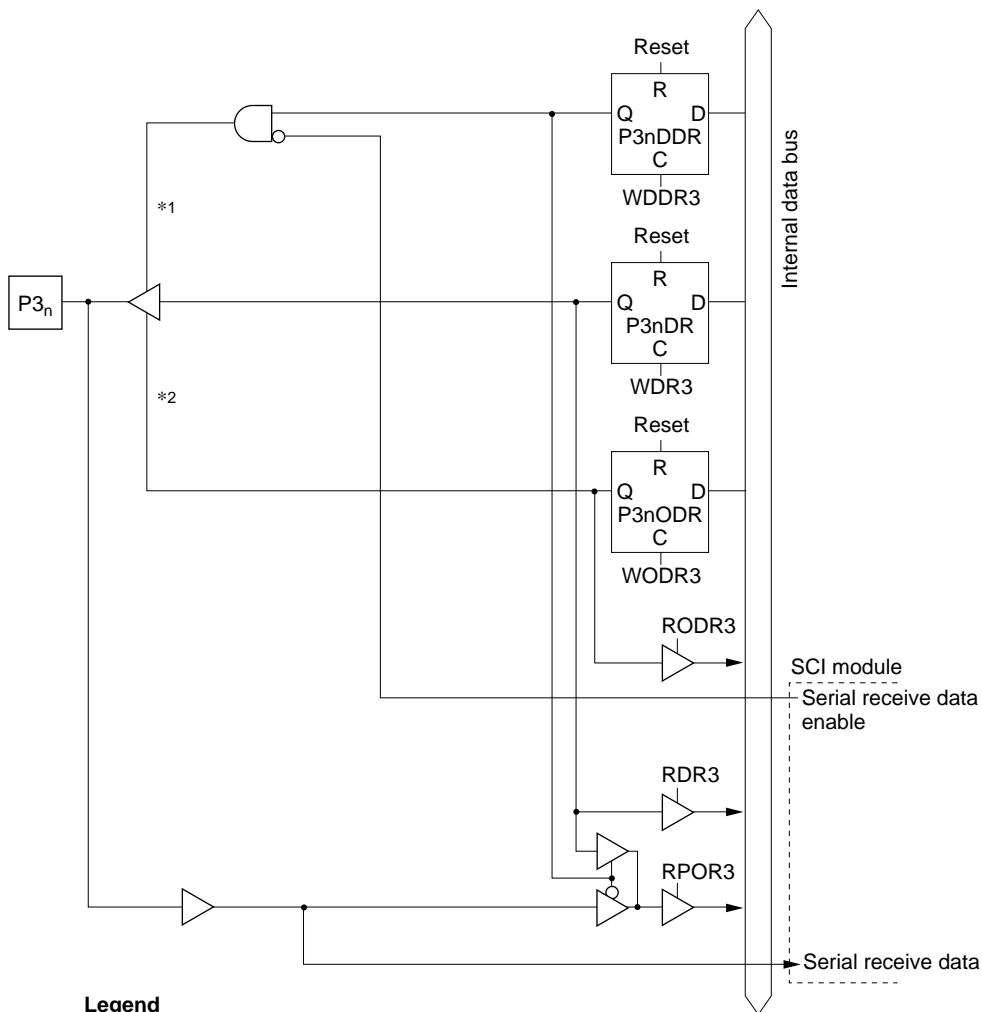 Reset
R
Q D
P3nDDR
C
WDDR3
Internal data bus
*1
Reset
R
Q D
P3nDR
C
WDR3
P3n
*2
Reset
R
Q D
P3nODR
C
WODR3
RODR3
SCI module
Serial receive data
enable
RDR3
RPOR3
Serial receive data
Legend